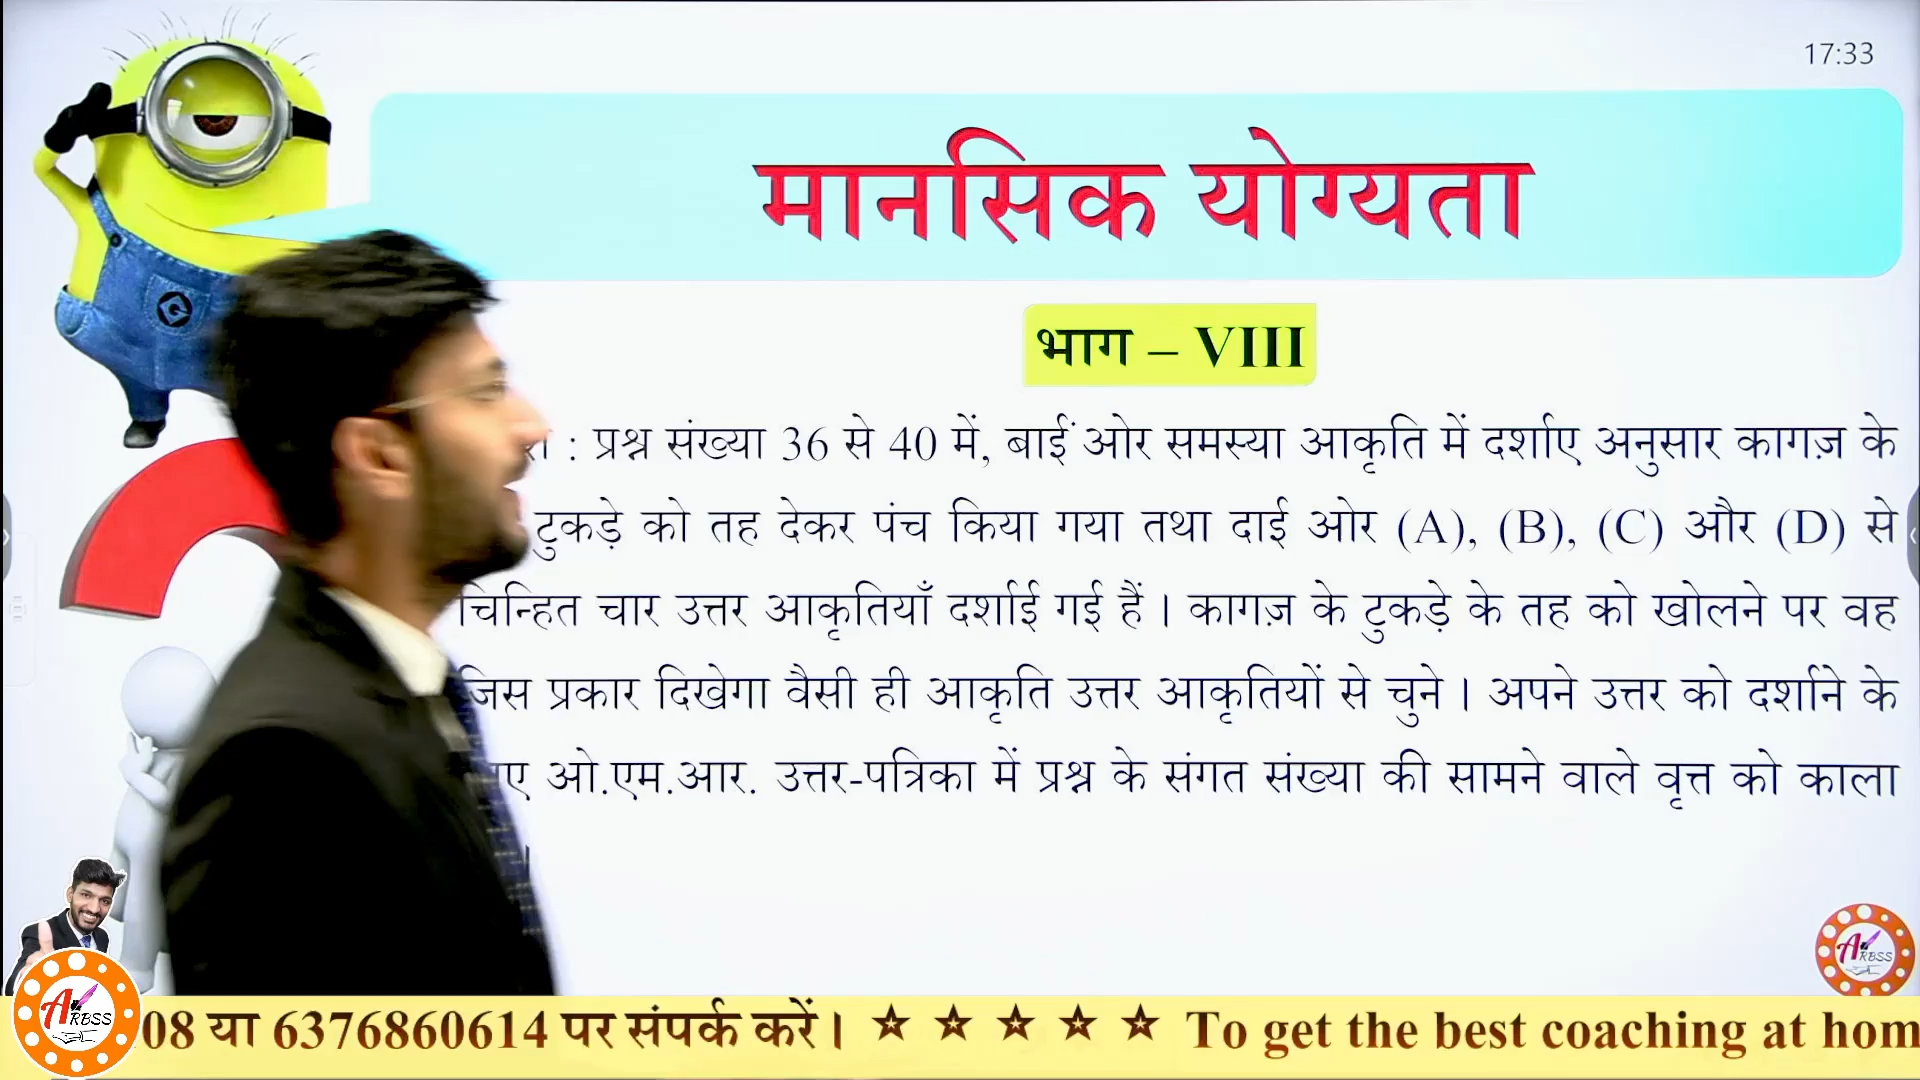 17:33
मानसिक योग्यता
भाग – VIII
: प्रश्न संख्या 36 से 40 में, बाईं ओर समस्या आकृति में दर्शाए अनुसार कागज़ के
टुकड़े को तह देकर पंच किया गया तथा दाई ओर (A), (B), (C) और (D) से
चिन्हित चार उत्तर आकृतियाँ दर्शाई गई हैं । कागज़ के टुकड़े के तह को खोलने पर वह
जिस प्रकार दिखेगा वैसी ही आकृति उत्तर आकृतियों से चुने । अपने उत्तर को दर्शाने के
ओ.एम.आर. उत्तर-पत्रिका में प्रश्न के संगत संख्या की सामने वाले वृत्त को काला
ARBSS
ARBSS
08 या 6376860614 पर संपर्क करें। ★ ★ ★ ★ ★ To get the best coaching at hom